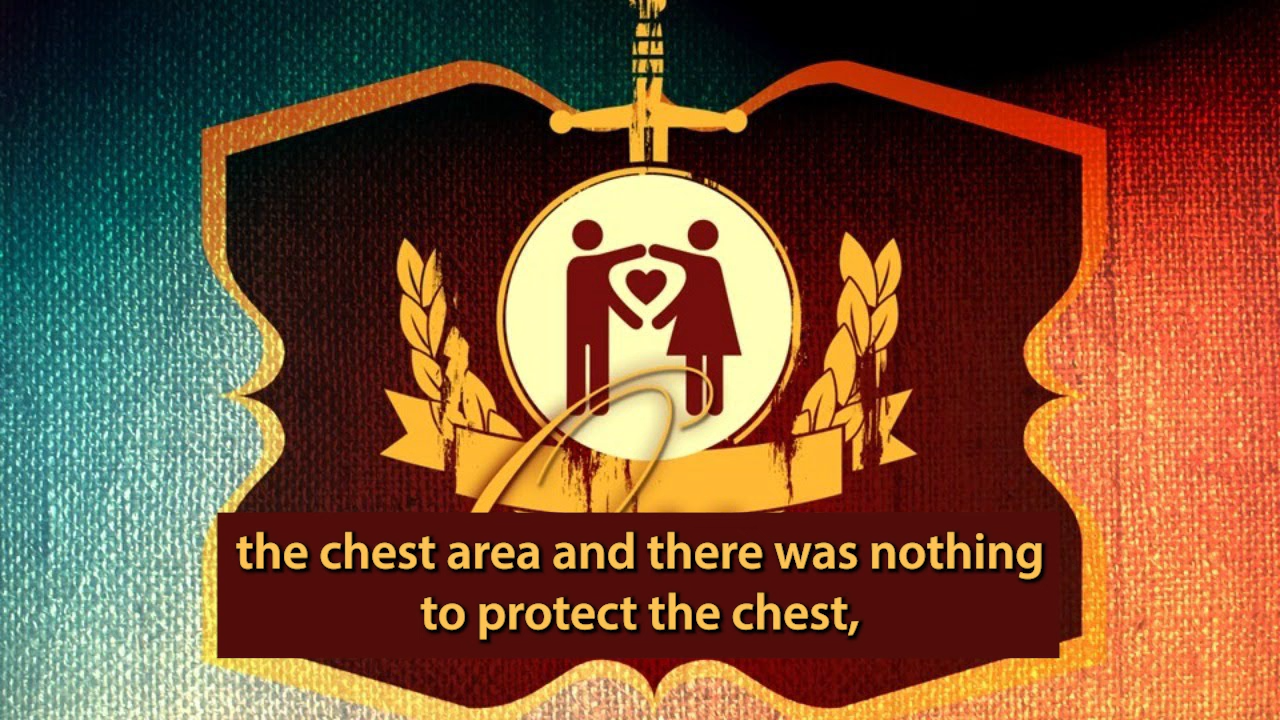 the chest area and there was nothing
to protect the chest,